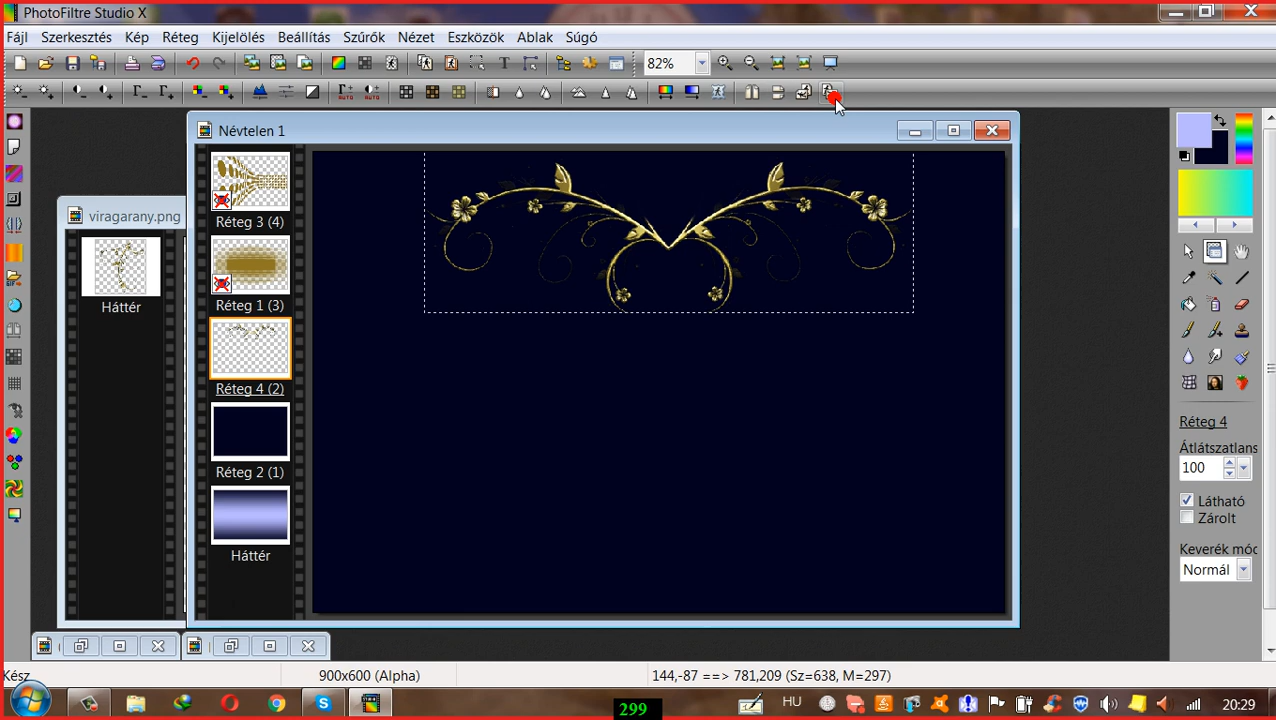 PhotoFiltre Studio X
Fájl Szerkesztés Kép Réteg Kijelölés Beállítás Szűrők Nézet Eszközök Ablak Súgó
82%
AUTO AUTO
Névtelen 1
viragarany.png
Háttér
Réteg 3 (4)
Réteg 1 (3)
Réteg 4 (2)
Réteg 2 (1)
Háttér
Réteg 4
Átlátszatlans
100
Látható
Zárolt
Keverék móc
Normál
Kész
900x600 (Alpha)
144,-87 ==> 781,209 (Sz=638, M=297)
299
HU
20:29